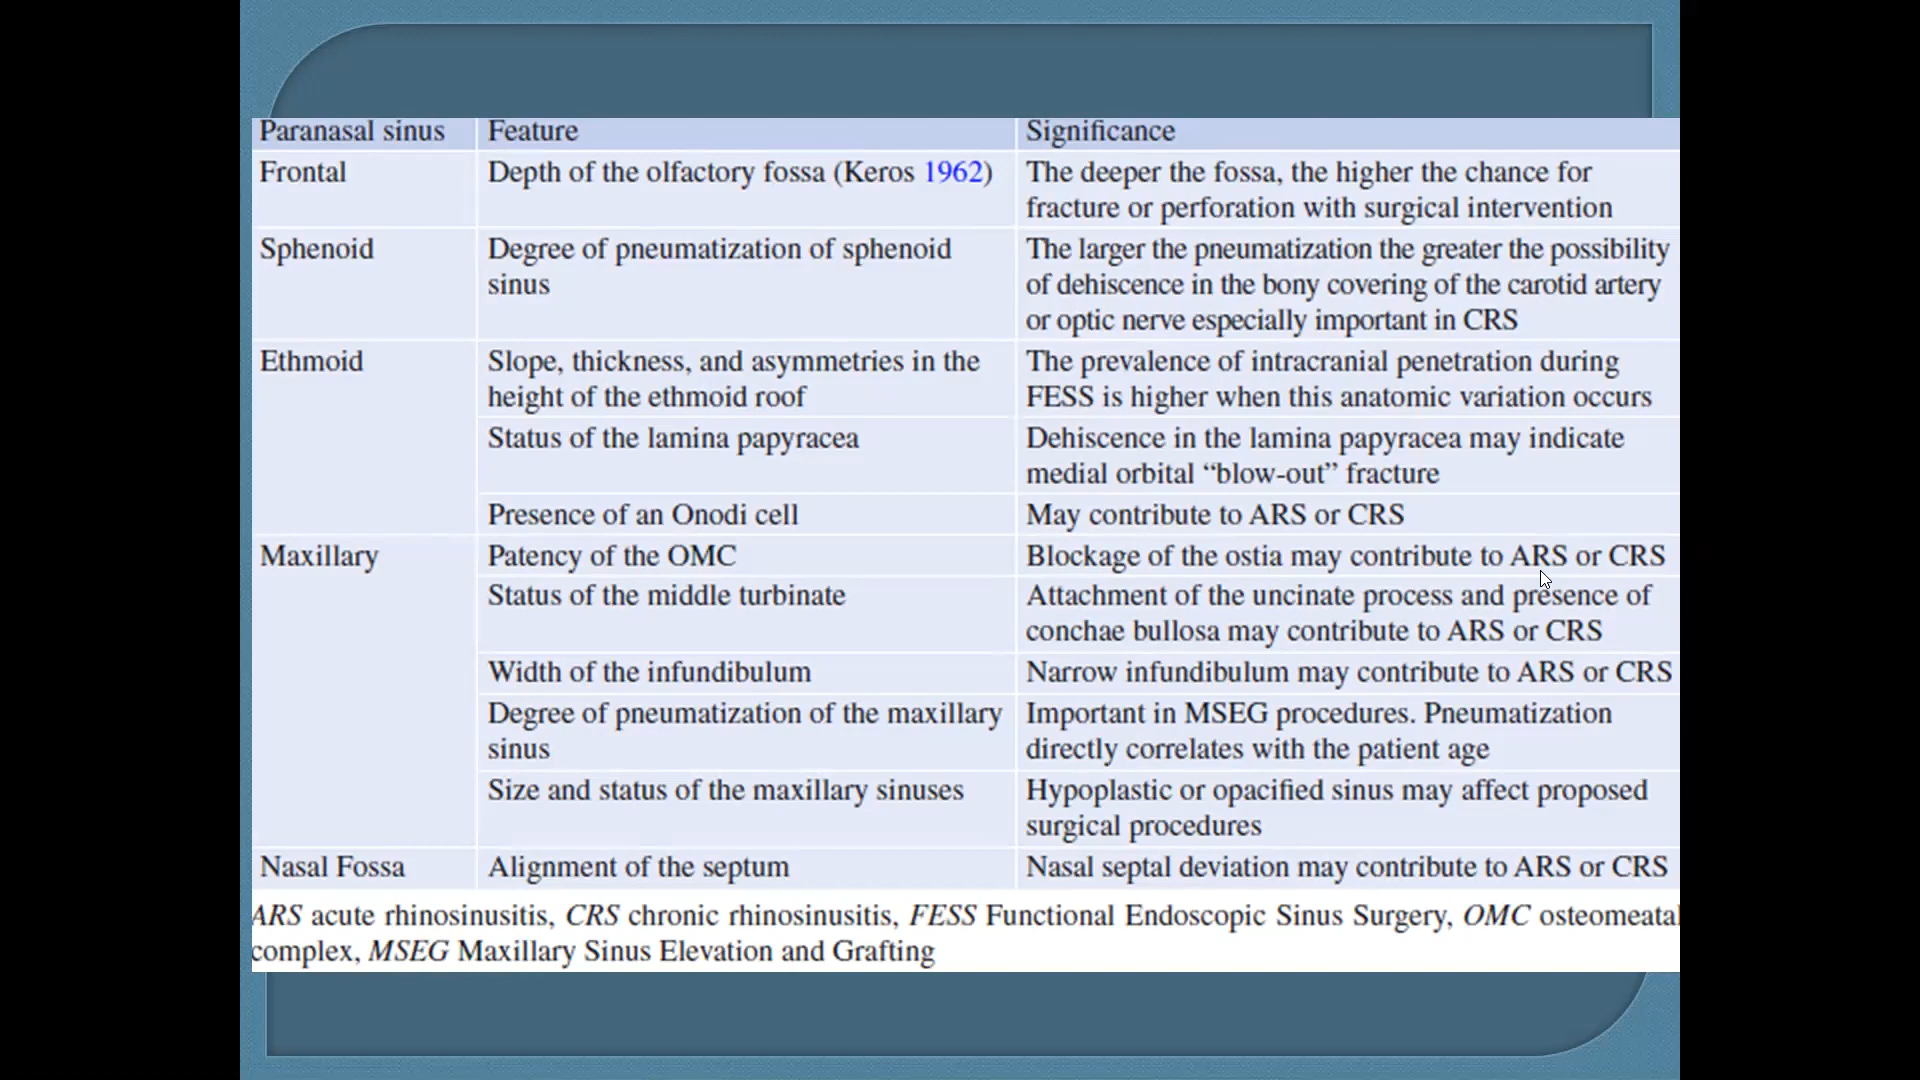 Paranasal sinus Feature Significance
Frontal Depth of the olfactory fossa (Keros 1962) The deeper the fossa, the higher the chance for
fracture or perforation with surgical intervention
Sphenoid Degree of pneumatization of sphenoid The larger the pneumatization the greater the possibility
sinus of dehiscence in the bony covering of the carotid artery
or optic nerve especially important in CRS
Ethmoid Slope, thickness, and asymmetries in the The prevalence of intracranial penetration during
height of the ethmoid roof FESS is higher when this anatomic variation occurs
Status of the lamina papyracea Dehiscence in the lamina papyracea may indicate
medial orbital “blow-out” fracture
Presence of an Onodi cell May contribute to ARS or CRS
Maxillary Patency of the OMC Blockage of the ostia may contribute to ARS or CRS
Status of the middle turbinate Attachment of the uncinate process and presence of
conchae bullosa may contribute to ARS or CRS
Width of the infundibulum Narrow infundibulum may contribute to ARS or CRS
Degree of pneumatization of the maxillary Important in MSEG procedures. Pneumatization
sinus directly correlates with the patient age
Size and status of the maxillary sinuses Hypoplastic or opacified sinus may affect proposed
surgical procedures
Nasal Fossa Alignment of the septum Nasal septal deviation may contribute to ARS or CRS
ARS acute rhinosinusitis, CRS chronic rhinosinusitis, FESS Functional Endoscopic Sinus Surgery, OMC osteomeatal
complex, MSEG Maxillary Sinus Elevation and Grafting